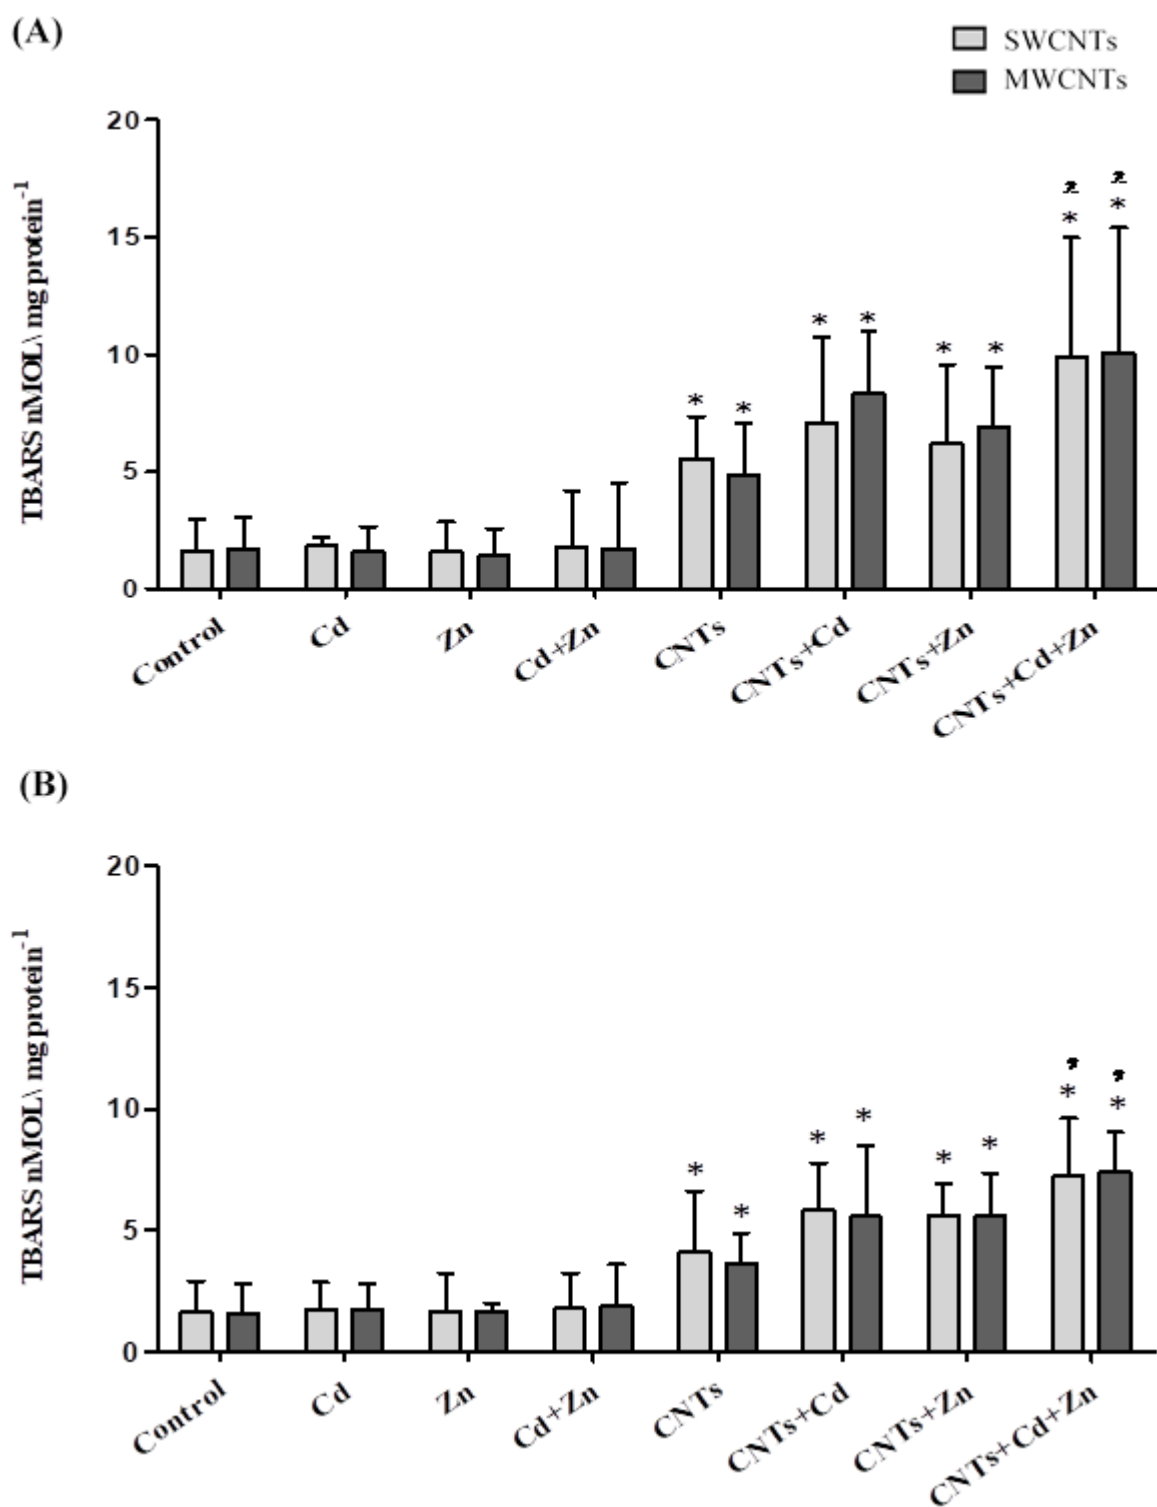 (A)
SWCNTs
MWCNTs
TBARS nMOL\ mg protein-1
20
15
10
5
0
* * * * * * * *
Control Cd Zn Cd+Zn CNTs CNTs+Cd CNTs+Zn CNTs+Cd+Zn
(B)
TBARS nMOL\ mg protein-1
20
15
10
5
0
* * * * * * * *
Control Cd Zn Cd+Zn CNTs CNTs+Cd CNTs+Zn CNTs+Cd+Zn